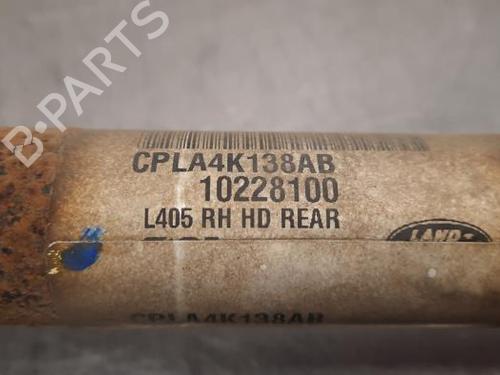 CPLA4K138AB
10228100
L405 RH HD REAR
LAND-
CPLA4K138AB
B-PARTS